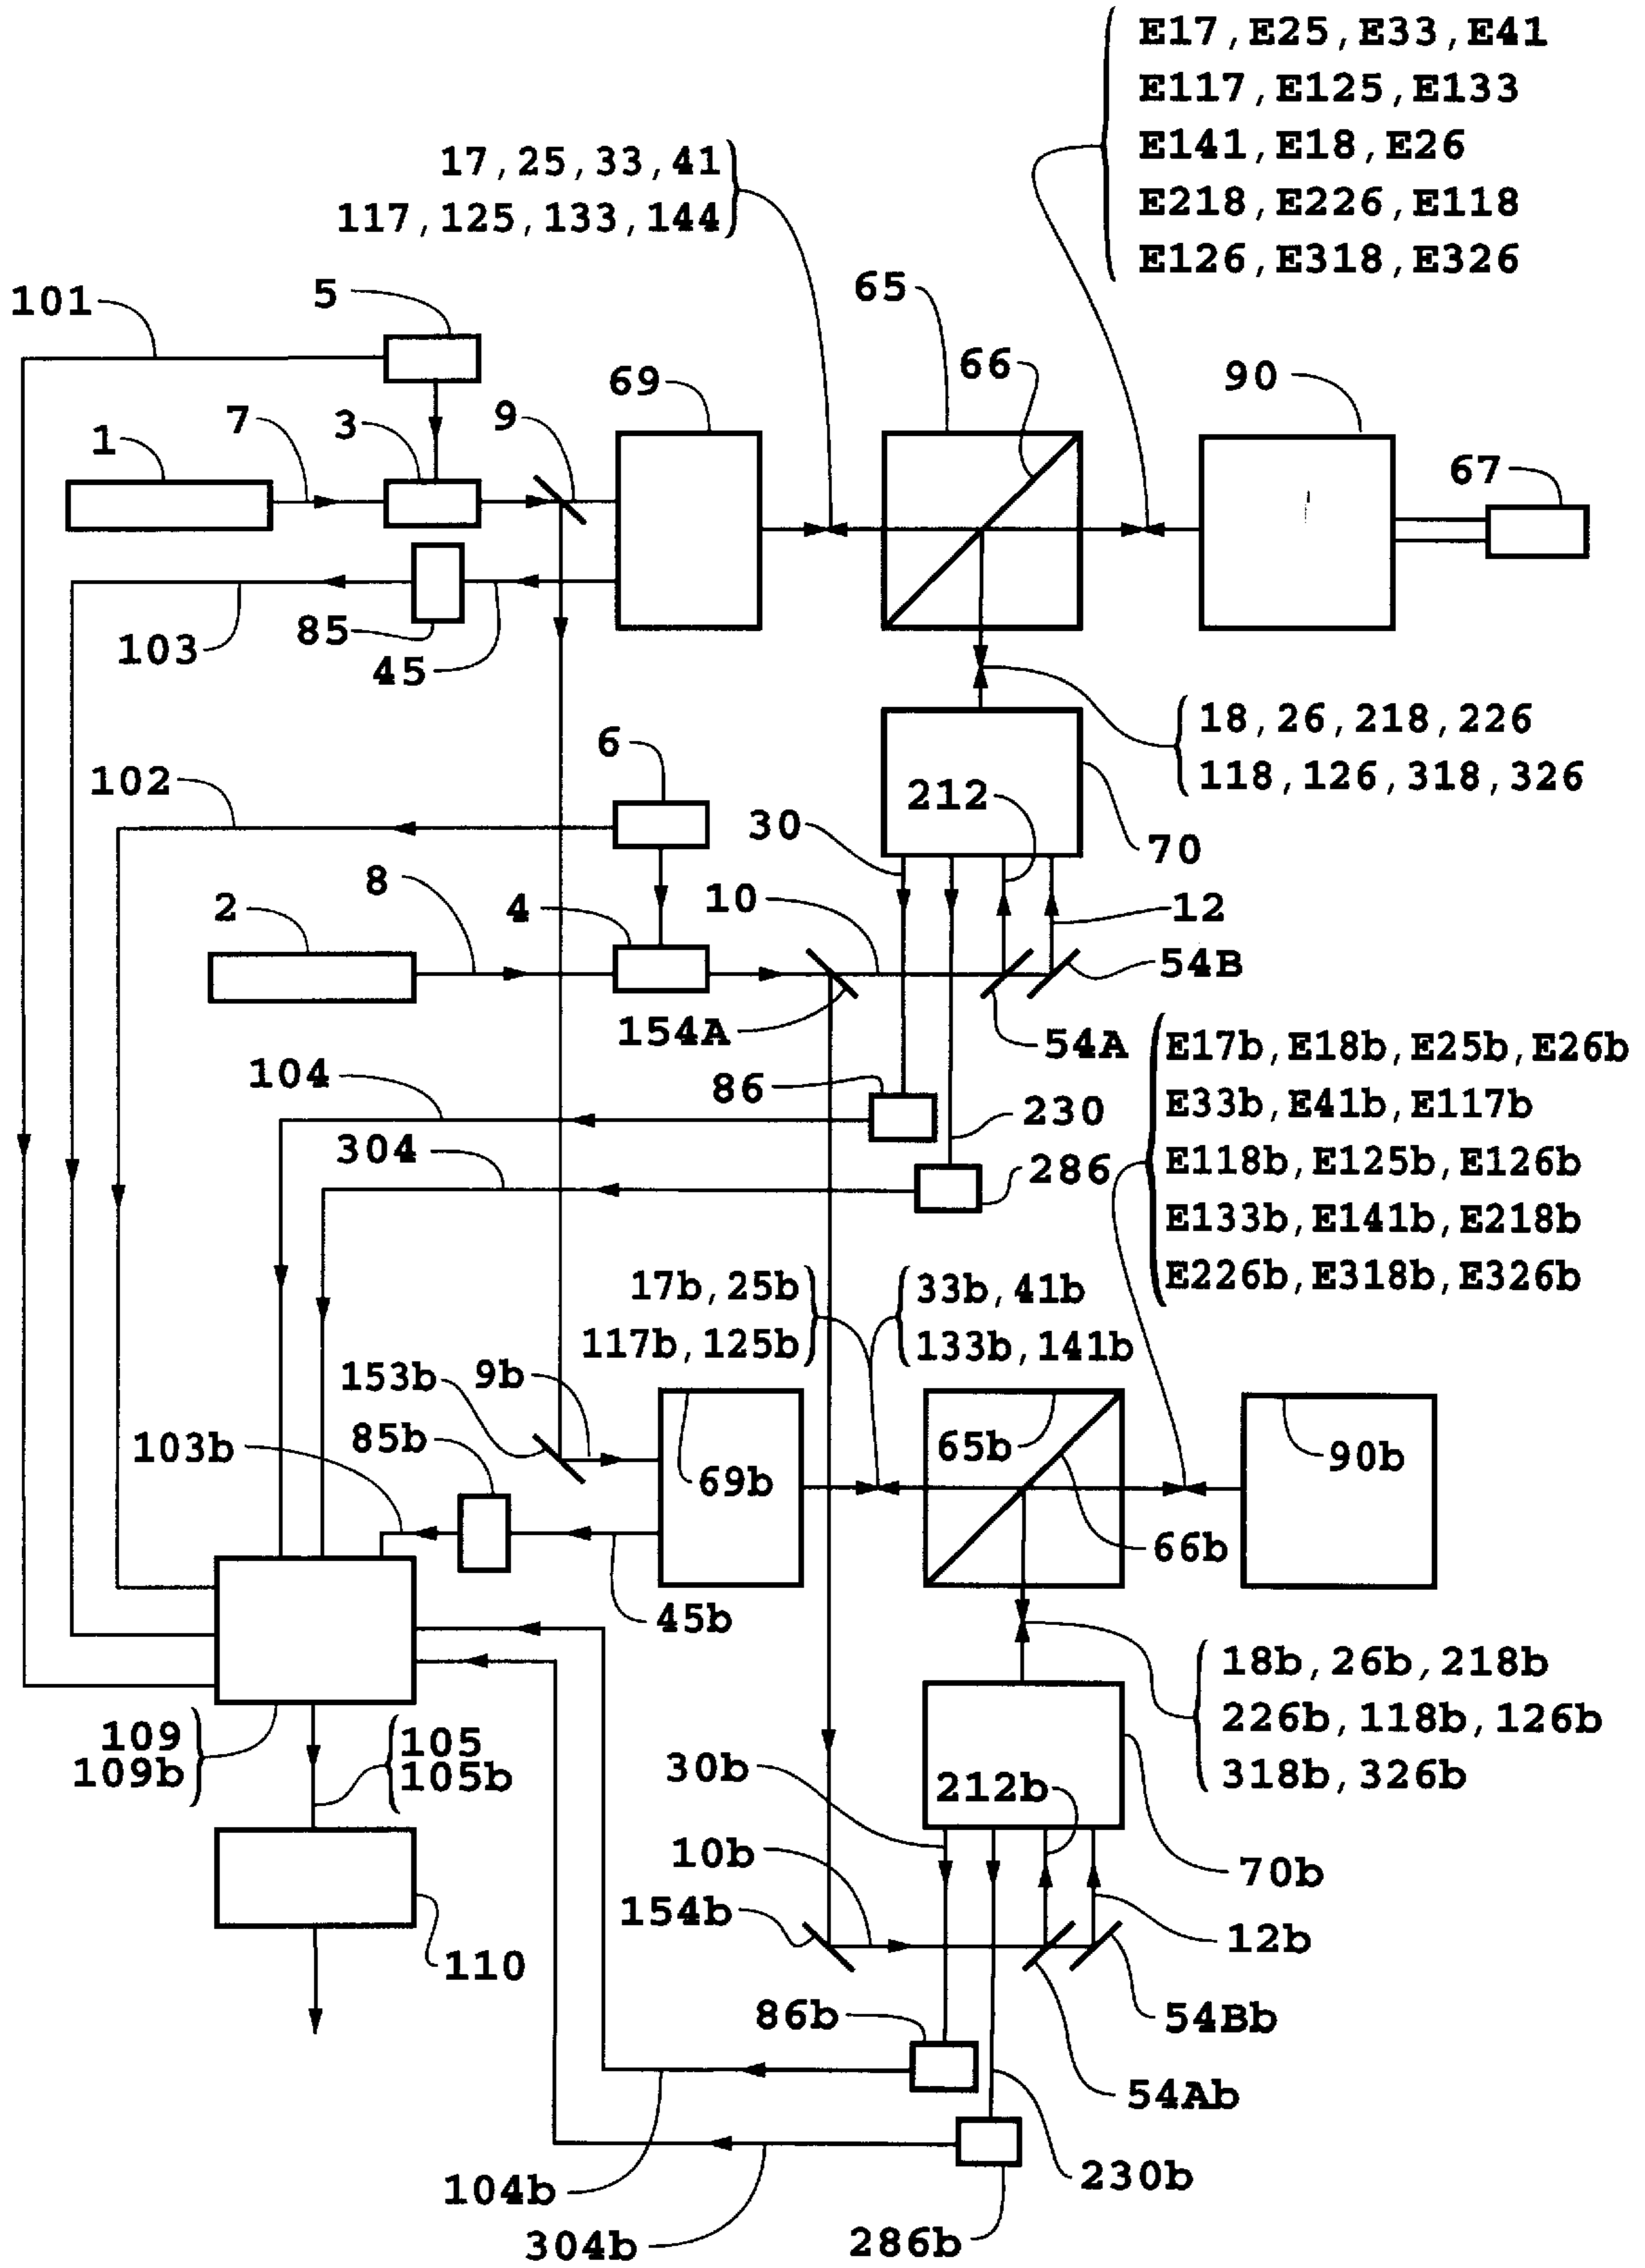 E17, E25, E33, E41
E117, E125, E133
E141, E18, E26
E218, E226, E118
E126, E318, E326
17, 25, 33, 41
117, 125, 133, 144
101
5
65
66
69
90
1
7
3
9
67
103
85
45
18, 26, 218, 226
118, 126, 318, 326
6
102
212
30
70
2
8
4
10
12
54B
154A
54A
E17b, E18b, E25b, E26b
E33b, E41b, E117b
E118b, E125b, E126b
E133b, E141b, E218b
E226b, E318b, E326b
104
86
230
304
286
17b, 25b
117b, 125b
33b, 41b
133b, 141b
153b
9b
103b
85b
69b
65b
90b
66b
45b
18b, 26b, 218b
226b, 118b, 126b
318b, 326b
109
109b
105
105b
30b
212b
10b
70b
154b
12b
110
86b
54Bb
54Ab
104b
230b
304b
286b